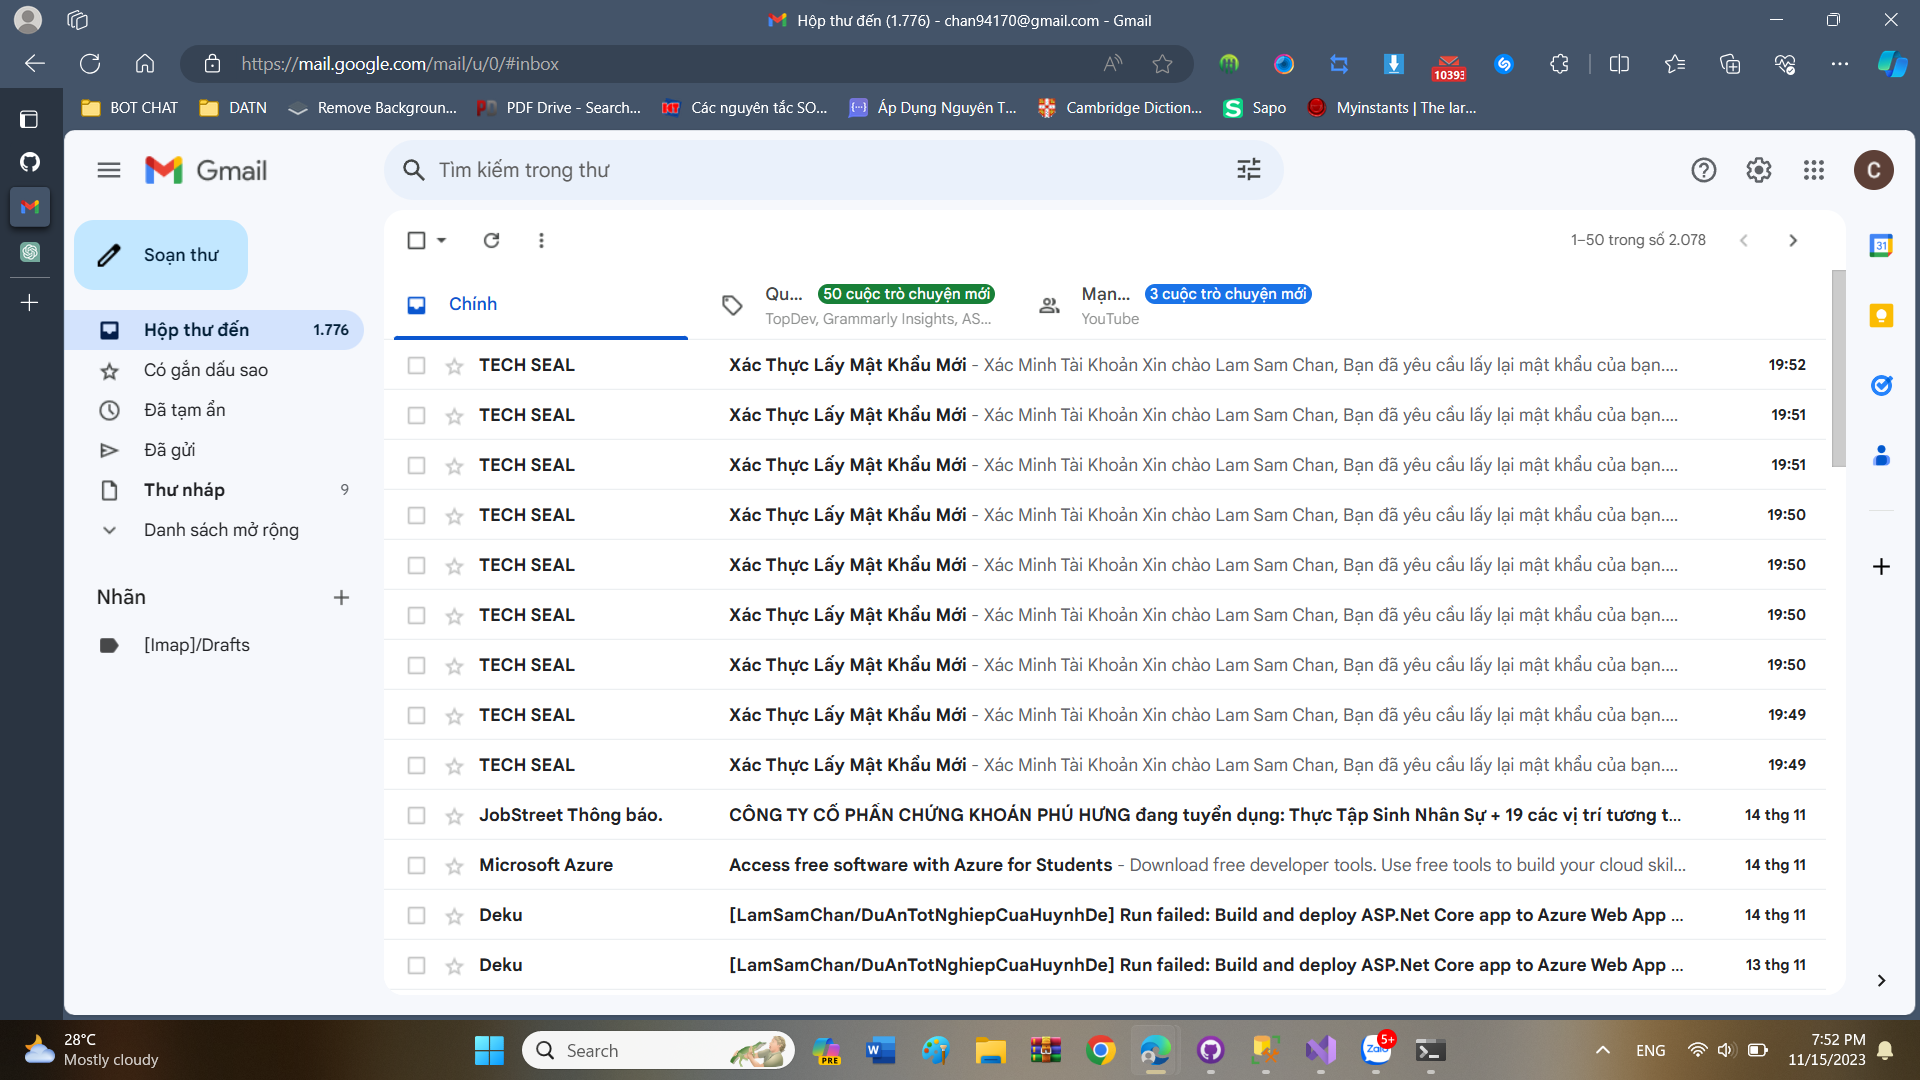 Hộp thư đến (1.776) - chan94170@gmail.com - Gmail
https://mail.google.com/mail/u/0/#inbox
10393
BOT CHAT
DATN
Remove Backgroun...
PDF Drive - Search...
Các nguyên tắc SO...
Áp Dụng Nguyên T...
Cambridge Diction...
Sapo
Myinstants | The lar...
Gmail
Tìm kiếm trong thư
C
Soạn thư
1–50 trong số 2.078
31
Chính
Qu... 50 cuộc trò chuyện mới
TopDev, Grammarly Insights, AS...
Mạn... 3 cuộc trò chuyện mới
YouTube
Hộp thư đến 1.776
Có gắn dấu sao
Đã tạm ẩn
Đã gửi
Thư nháp 9
Danh sách mở rộng
Nhãn
[Imap]/Drafts
TECH SEAL Xác Thực Lấy Mật Khẩu Mới - Xác Minh Tài Khoản Xin chào Lam Sam Chan, Bạn đã yêu cầu lấy lại mật khẩu của bạn.... 19:52
TECH SEAL Xác Thực Lấy Mật Khẩu Mới - Xác Minh Tài Khoản Xin chào Lam Sam Chan, Bạn đã yêu cầu lấy lại mật khẩu của bạn.... 19:51
TECH SEAL Xác Thực Lấy Mật Khẩu Mới - Xác Minh Tài Khoản Xin chào Lam Sam Chan, Bạn đã yêu cầu lấy lại mật khẩu của bạn.... 19:51
TECH SEAL Xác Thực Lấy Mật Khẩu Mới - Xác Minh Tài Khoản Xin chào Lam Sam Chan, Bạn đã yêu cầu lấy lại mật khẩu của bạn.... 19:50
TECH SEAL Xác Thực Lấy Mật Khẩu Mới - Xác Minh Tài Khoản Xin chào Lam Sam Chan, Bạn đã yêu cầu lấy lại mật khẩu của bạn.... 19:50
TECH SEAL Xác Thực Lấy Mật Khẩu Mới - Xác Minh Tài Khoản Xin chào Lam Sam Chan, Bạn đã yêu cầu lấy lại mật khẩu của bạn.... 19:50
TECH SEAL Xác Thực Lấy Mật Khẩu Mới - Xác Minh Tài Khoản Xin chào Lam Sam Chan, Bạn đã yêu cầu lấy lại mật khẩu của bạn.... 19:50
TECH SEAL Xác Thực Lấy Mật Khẩu Mới - Xác Minh Tài Khoản Xin chào Lam Sam Chan, Bạn đã yêu cầu lấy lại mật khẩu của bạn.... 19:49
TECH SEAL Xác Thực Lấy Mật Khẩu Mới - Xác Minh Tài Khoản Xin chào Lam Sam Chan, Bạn đã yêu cầu lấy lại mật khẩu của bạn.... 19:49
JobStreet Thông báo. CÔNG TY CỔ PHẦN CHỨNG KHOÁN PHÚ HƯNG đang tuyển dụng: Thực Tập Sinh Nhân Sự + 19 các vị trí tương t... 14 thg 11
Microsoft Azure Access free software with Azure for Students - Download free developer tools. Use free tools to build your cloud skil... 14 thg 11
Deku [LamSamChan/DuAnTotNghiepCuaHuynhDe] Run failed: Build and deploy ASP.Net Core app to Azure Web App ... 14 thg 11
Deku [LamSamChan/DuAnTotNghiepCuaHuynhDe] Run failed: Build and deploy ASP.Net Core app to Azure Web App ... 13 thg 11
28°C
Mostly cloudy
Search
PRE
W
Zalo
5+
ENG
7:52 PM
11/15/2023